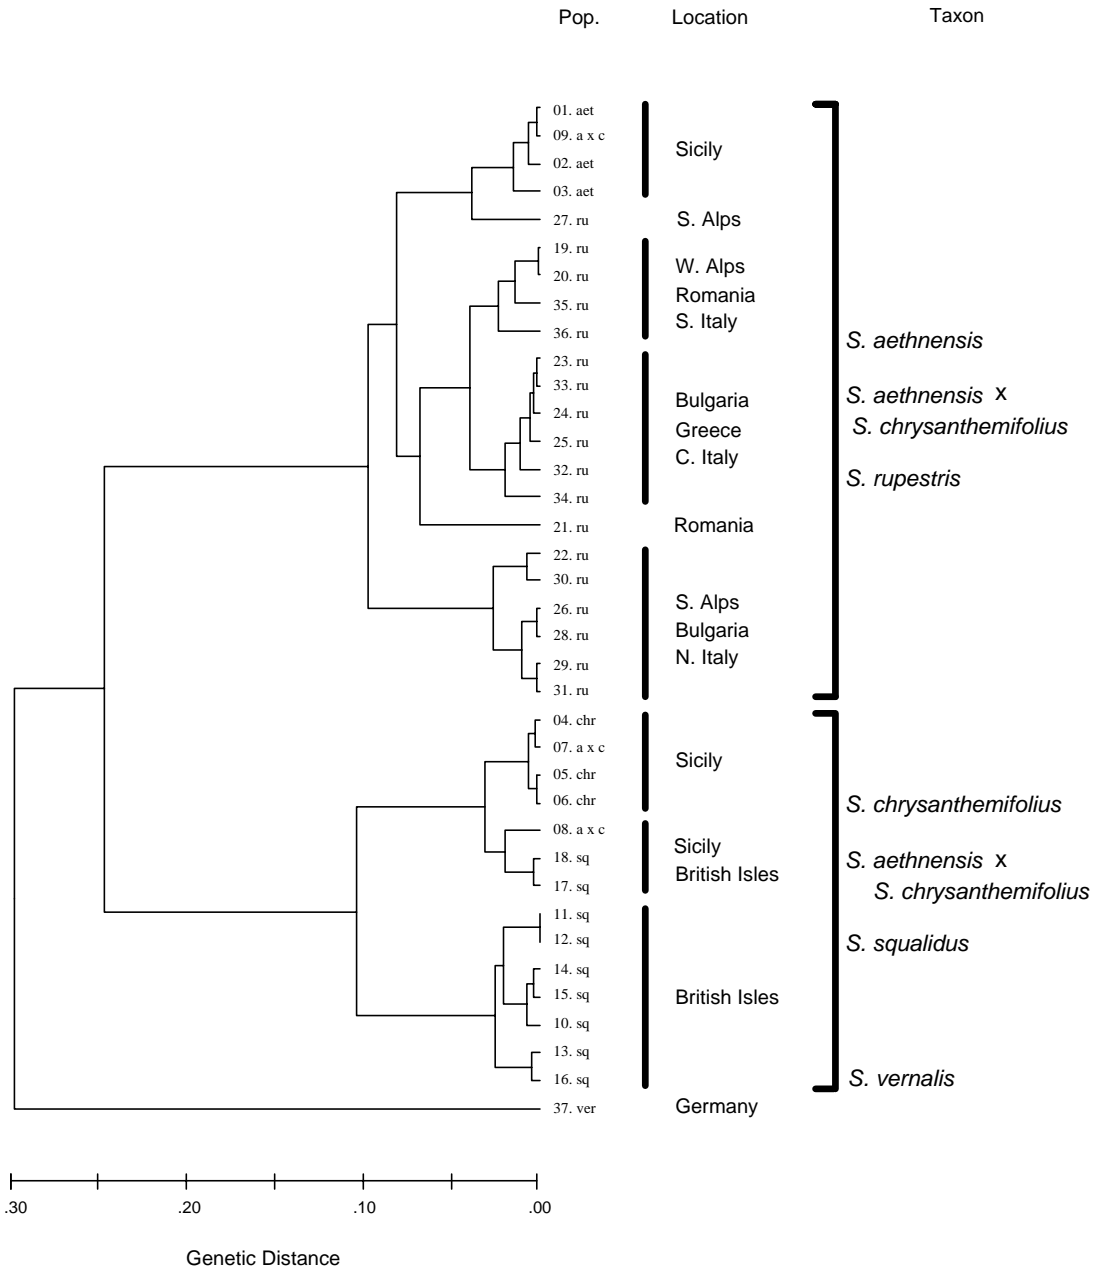 Pop. Location Taxon
01. aet
09. a x c
Sicily
02. aet
03. aet
27. ru S. Alps
19. ru
W. Alps
20. ru
Romania
35. ru
S. Italy
36. ru
S. aethnensis
23. ru
33. ru
S. aethnensis x
Bulgaria
24. ru
S. chrysanthemifolius
Greece
25. ru
C. Italy
32. ru
S. rupestris
34. ru
21. ru Romania
22. ru
30. ru
S. Alps
26. ru
Bulgaria
28. ru
N. Italy
29. ru
31. ru
04. chr
07. a x c
Sicily
05. chr
06. chr
S. chrysanthemifolius
08. a x c
Sicily
18. sq
S. aethnensis x
British Isles
17. sq
S. chrysanthemifolius
11. sq
12. sq
S. squalidus
14. sq
15. sq
British Isles
10. sq
13. sq
16. sq
S. vernalis
37. ver Germany
.30 .20 .10 .00
Genetic Distance